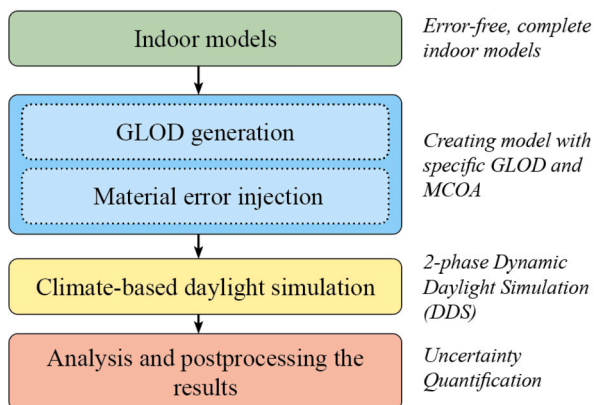 Indoor models
Error-free, complete
indoor models
GLOD generation
Material error injection
Creating model with
specific GLOD and
MCOA
Climate-based daylight simulation
2-phase Dynamic
Daylight Simulation
(DDS)
Analysis and postprocessing the
results
Uncertainty
Quantification